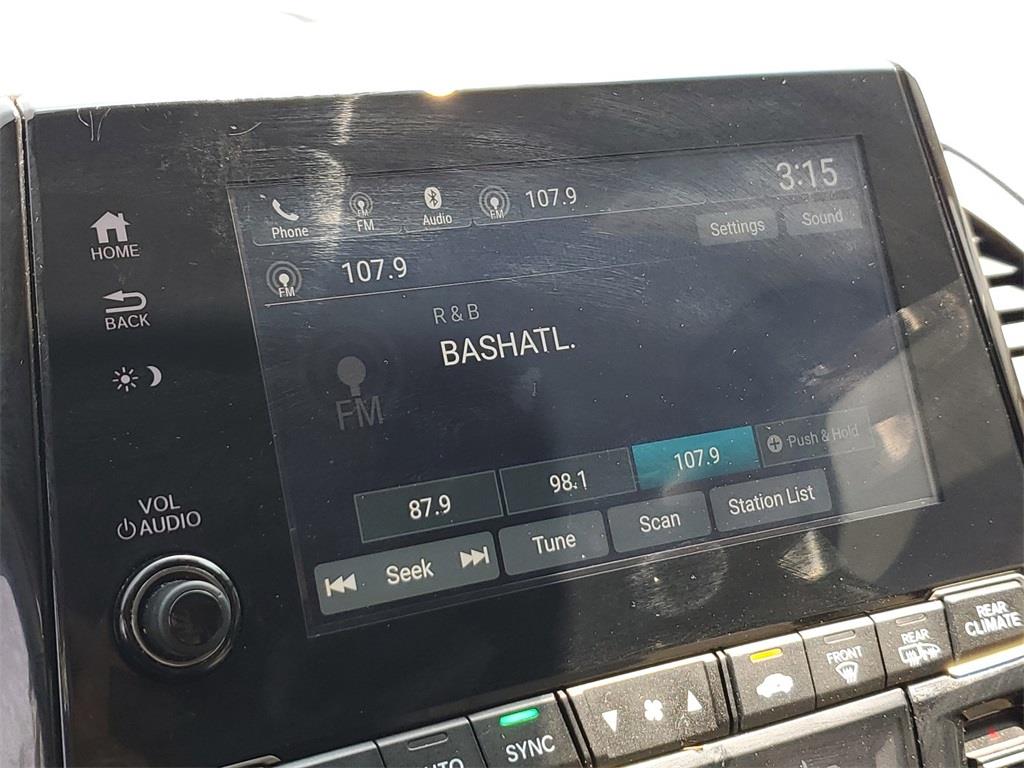 3:15
Phone
FM
FM
Audio
FM
107.9
Settings
Sound
HOME
FM
107.9
BACK
R & B
BASHATL.
FM
87.9
98.1
107.9
Push & Hold
VOL
AUDIO
Seek
Tune
Scan
Station List
SYNC
FRONT
REAR
REAR
CLIMATE